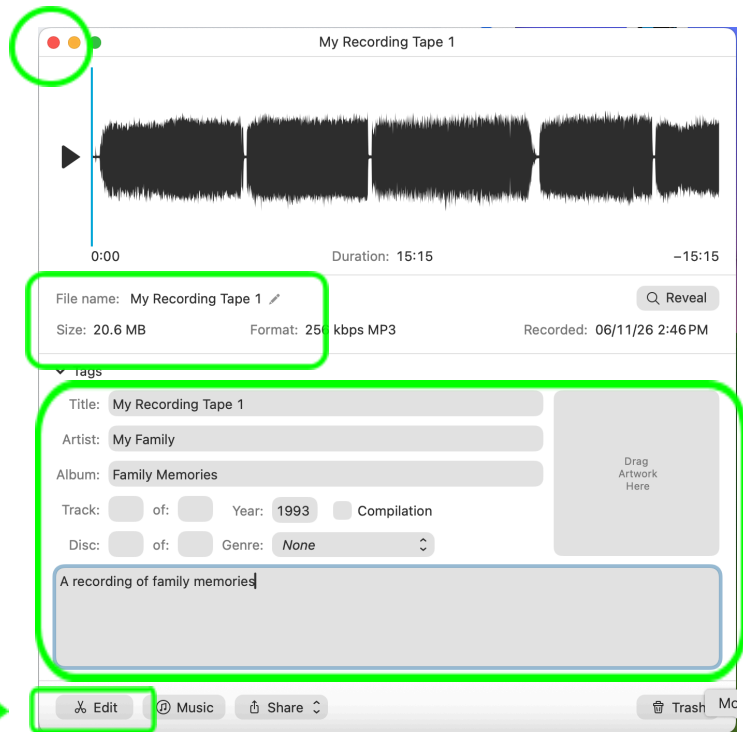 My Recording Tape 1
0:00 Duration: 15:15 −15:15
File name: My Recording Tape 1 Reveal
Size: 20.6 MB Format: 256 kbps MP3 Recorded: 06/11/26 2:46 PM
Tags
Title: My Recording Tape 1
Artist: My Family
Album: Family Memories
Drag
Artwork
Here
Track: of: Year: 1993 Compilation
Disc: of: Genre: None
A recording of family memories
Edit Music Share Trash